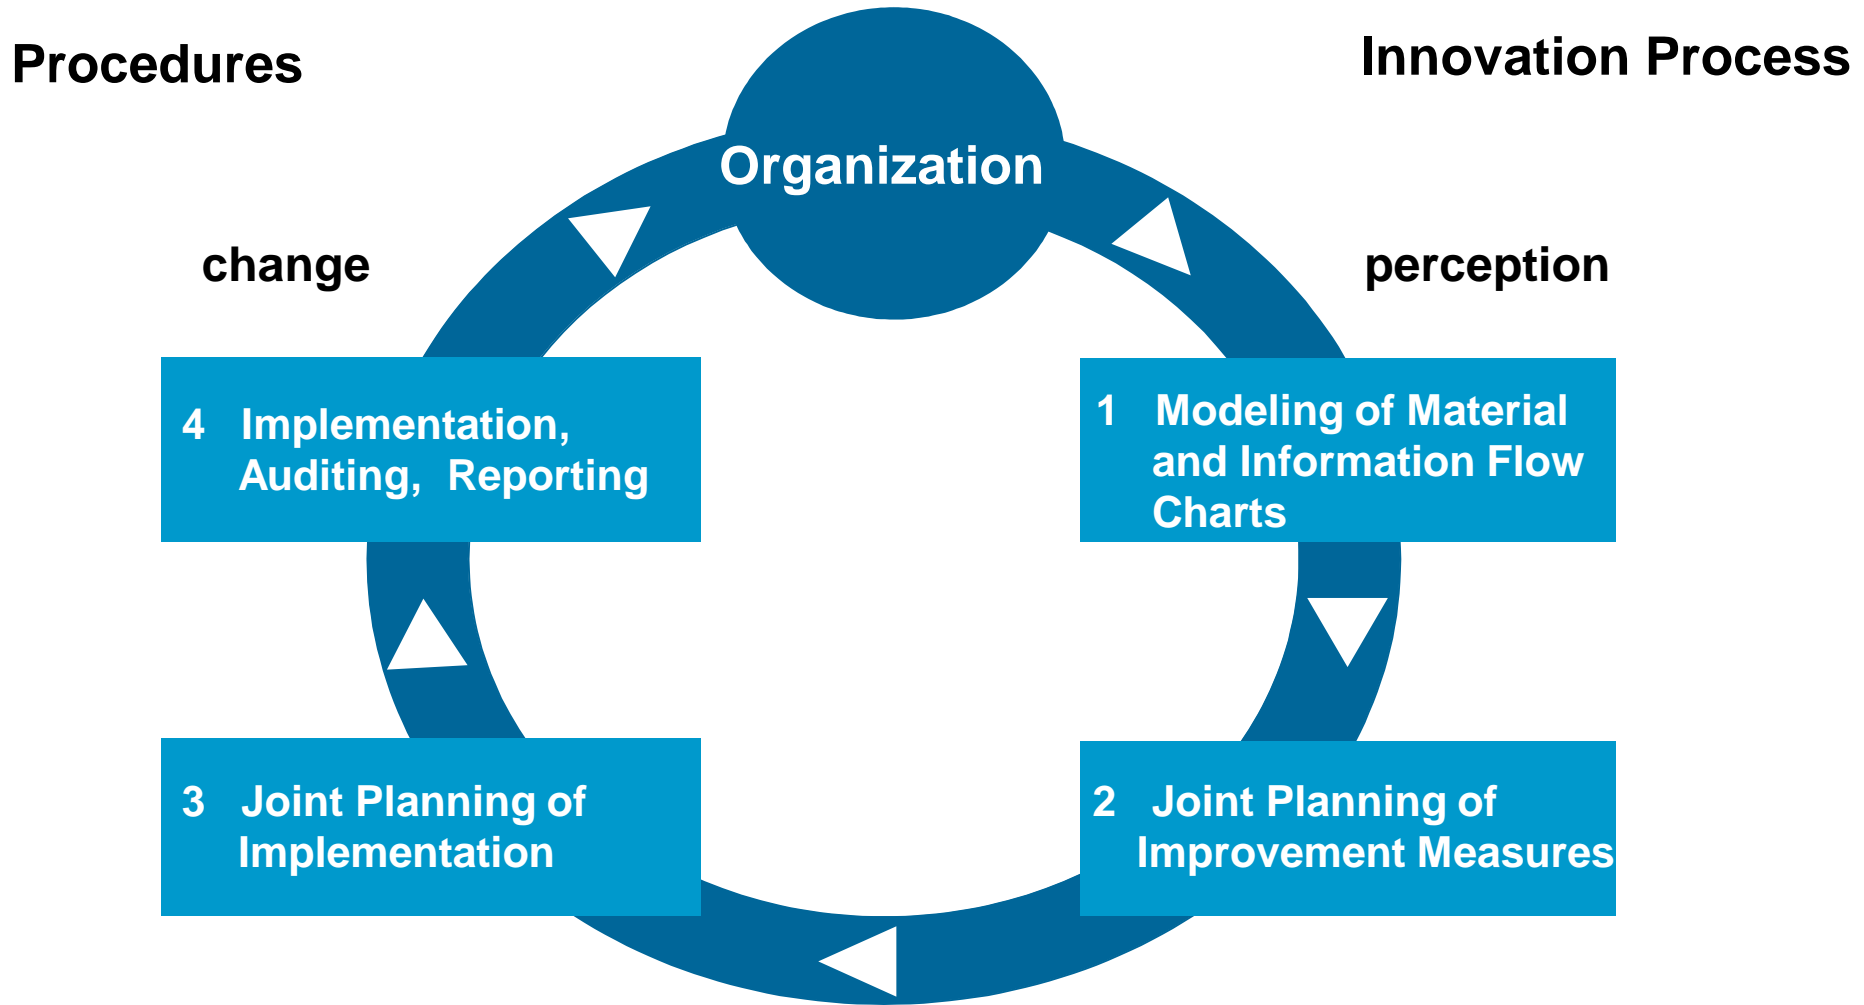 Procedures
Innovation Process
Organization
change
perception
4 Implementation,
Auditing, Reporting
1 Modeling of Material
and Information Flow
Charts
3 Joint Planning of
Implementation
2 Joint Planning of
Improvement Measures